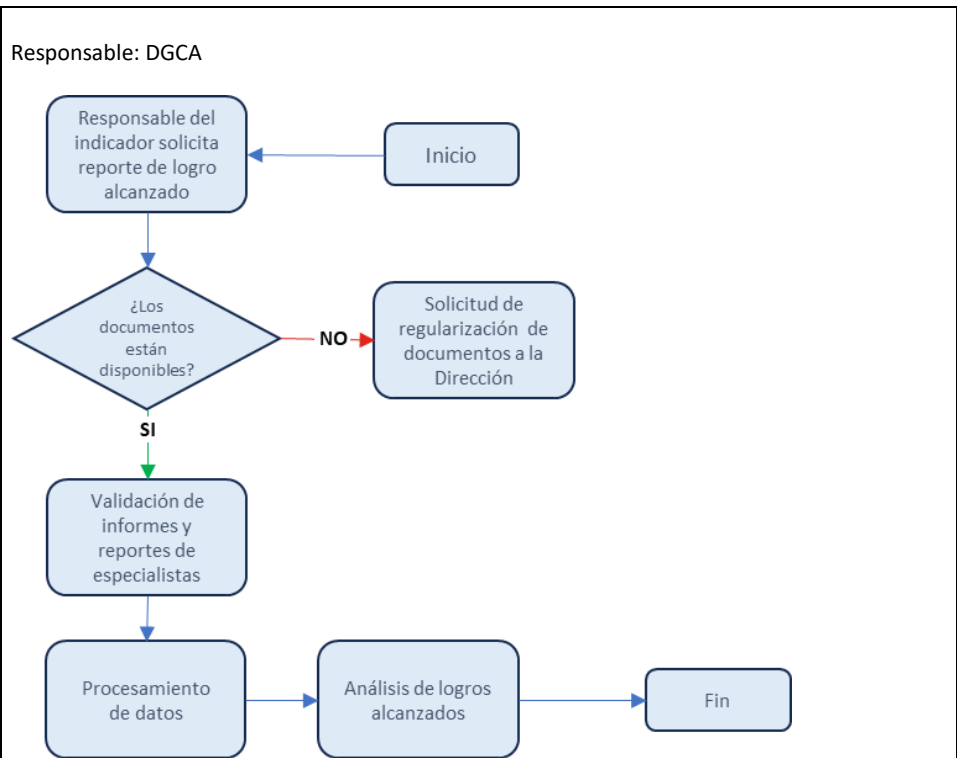 Responsable: DGCA
Responsable del
indicador solicita
reporte de logro
alcanzado
Inicio
¿Los
documentos
están
disponibles?
NO
Solicitud de
regularización de
documentos a la
Dirección
SI
Validación de
informes y
reportes de
especialistas
Procesamiento
de datos
Análisis de logros
alcanzados
Fin